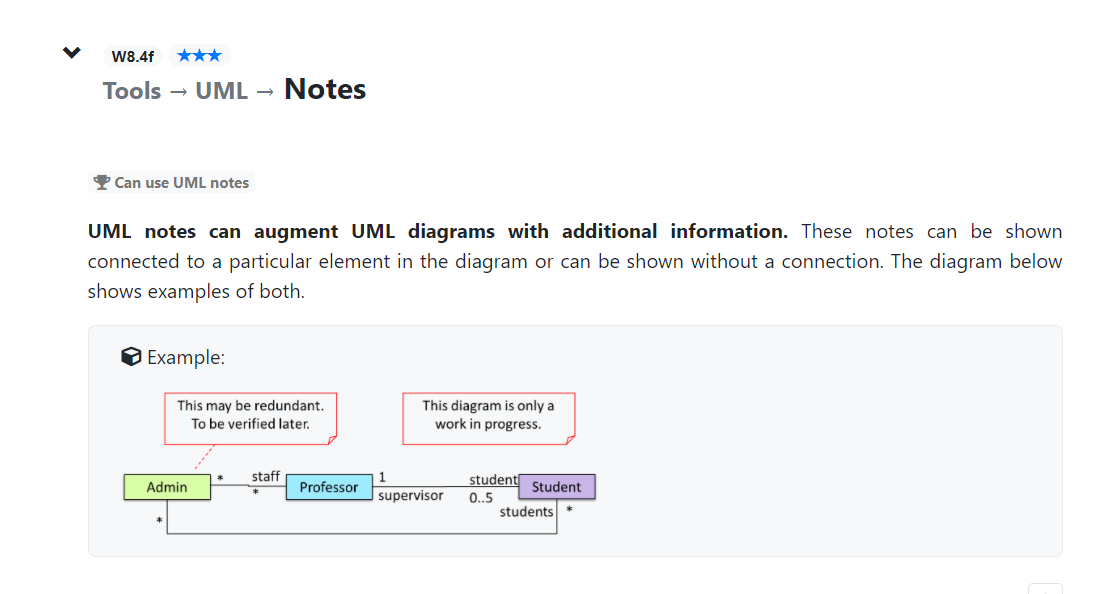 W8.4f ★★★
Tools → UML → Notes
Can use UML notes
UML notes can augment UML diagrams with additional information. These notes can be shown
connected to a particular element in the diagram or can be shown without a connection. The diagram below
shows examples of both.
Example:
This may be redundant.
To be verified later.
This diagram is only a
work in progress.
Admin
*
staff
*
Professor
1
supervisor
student
0..5
Student
students
*
*